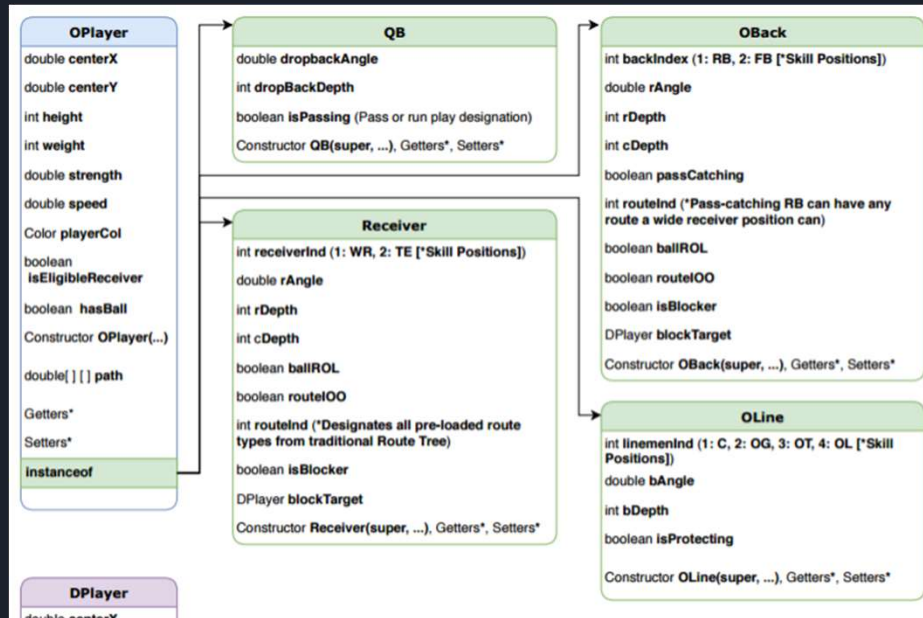 OPlayer
double centerX
double centerY
int height
int weight
double strength
double speed
Color playerCol
boolean
isEligibleReceiver
boolean hasBall
Constructor OPlayer(...)
double[ ] [ ] path
Getters*
Setters*
instanceof
QB
double dropbackAngle
int dropBackDepth
boolean isPassing (Pass or run play designation)
Constructor QB(super, ...), Getters*, Setters*
Receiver
int receiverInd (1: WR, 2: TE [*Skill Positions])
double rAngle
int rDepth
int cDepth
boolean ballROL
boolean routeIOO
int routeInd (*Designates all pre-loaded route
types from traditional Route Tree)
boolean isBlocker
DPlayer blockTarget
Constructor Receiver(super, ...), Getters*, Setters*
OBack
int backIndex (1: RB, 2: FB [*Skill Positions])
double rAngle
int rDepth
int cDepth
boolean passCatching
int routeInd (*Pass-catching RB can have any
route a wide receiver position can)
boolean ballROL
boolean routeIOO
boolean isBlocker
DPlayer blockTarget
Constructor OBack(super, ...), Getters*, Setters*
OLine
int linemenInd (1: C, 2: OG, 3: OT, 4: OL [*Skill
Positions])
double bAngle
int bDepth
boolean isProtecting
Constructor OLine(super, ...), Getters*, Setters*
DPlayer
double centerX